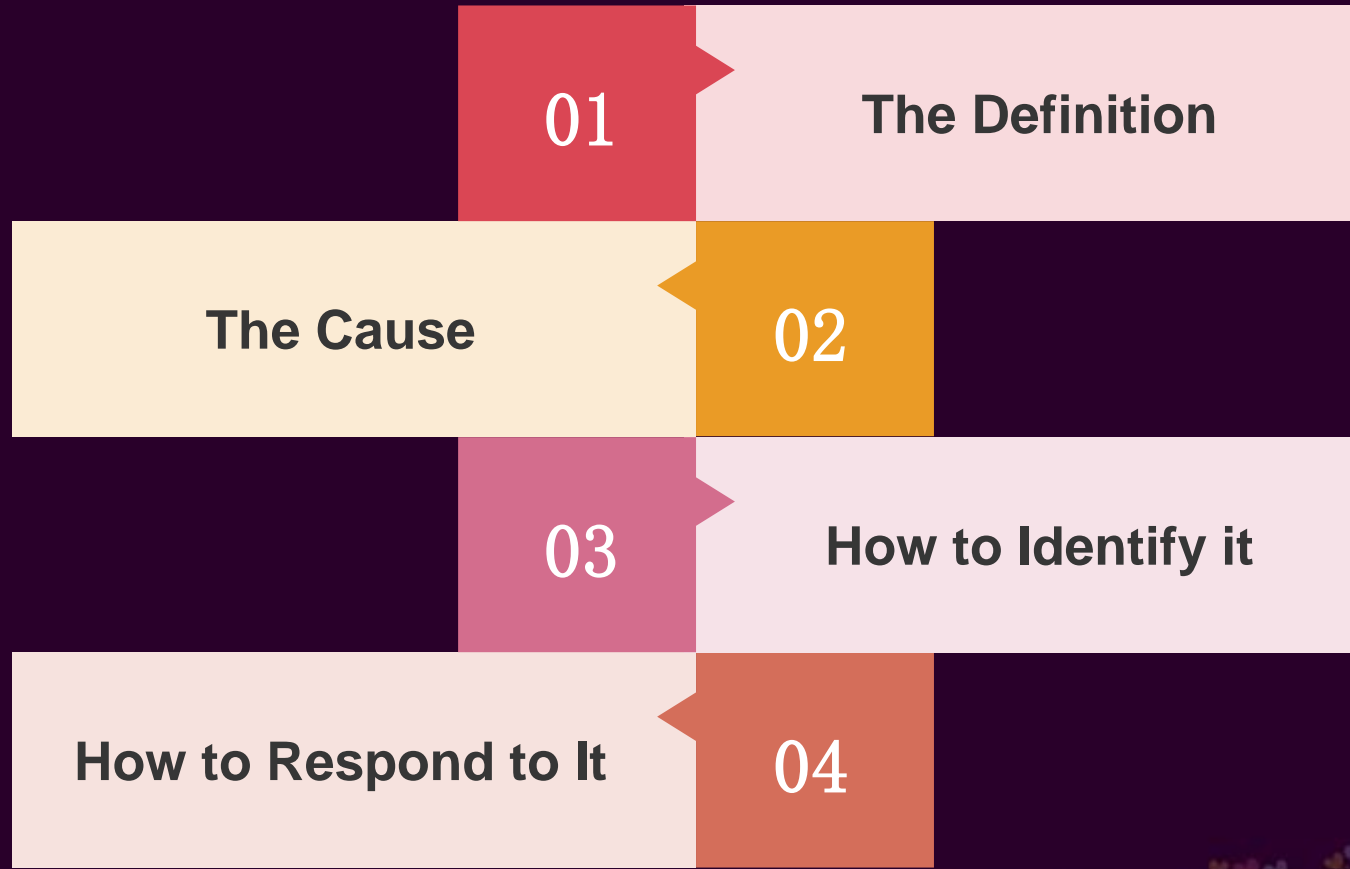 01
The Definition
The Cause
02
03
How to Identify it
How to Respond to It
04